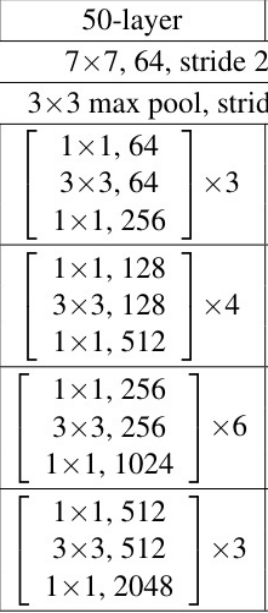 50-layer
7×7, 64, stride 2
3×3 max pool, strid
1×1, 64
3×3, 64 ×3
1×1, 256
1×1, 128
3×3, 128 ×4
1×1, 512
1×1, 256
3×3, 256 ×6
1×1, 1024
1×1, 512
3×3, 512 ×3
1×1, 2048